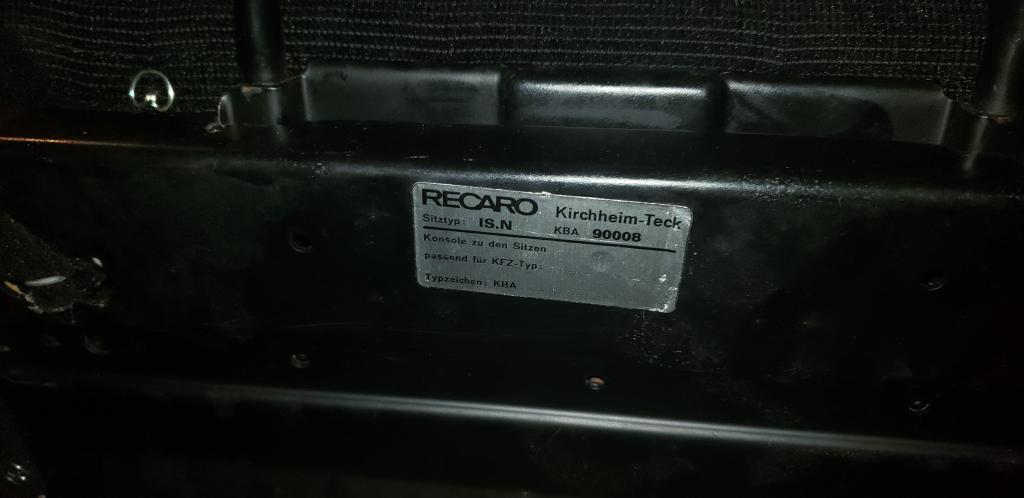 RECARO Kirchheim-Teck
Sitztyp: IS.N KBA 90008
Konsole zu den Sitzen
passend für KFZ-Typ:
Typzeichen: KBA